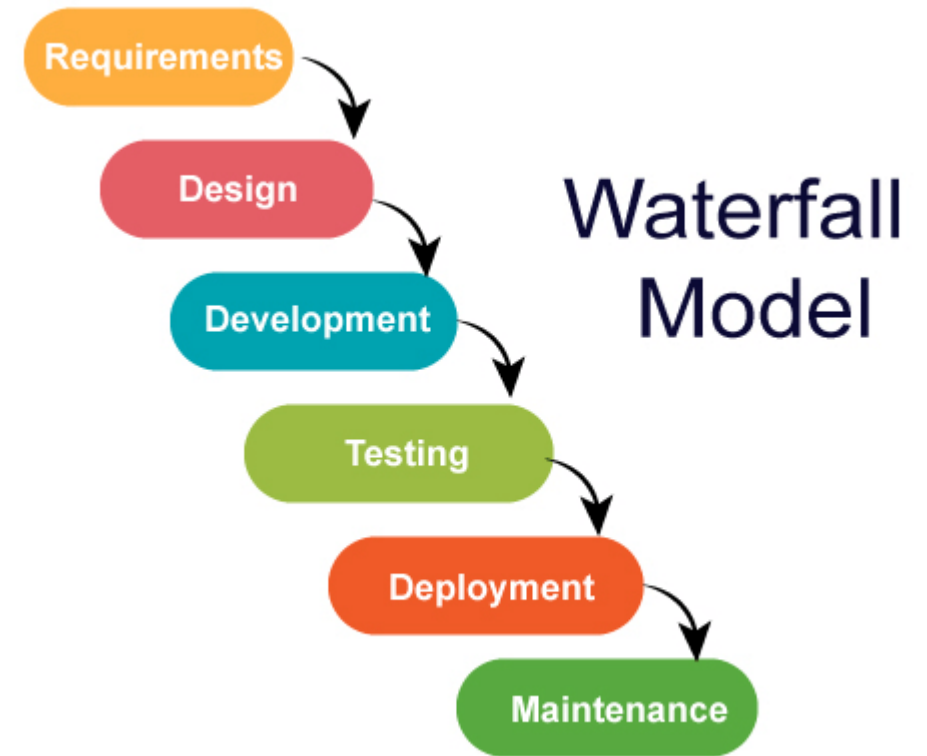 Requirements
Design
Waterfall
Model
Development
Testing
Deployment
Maintenance